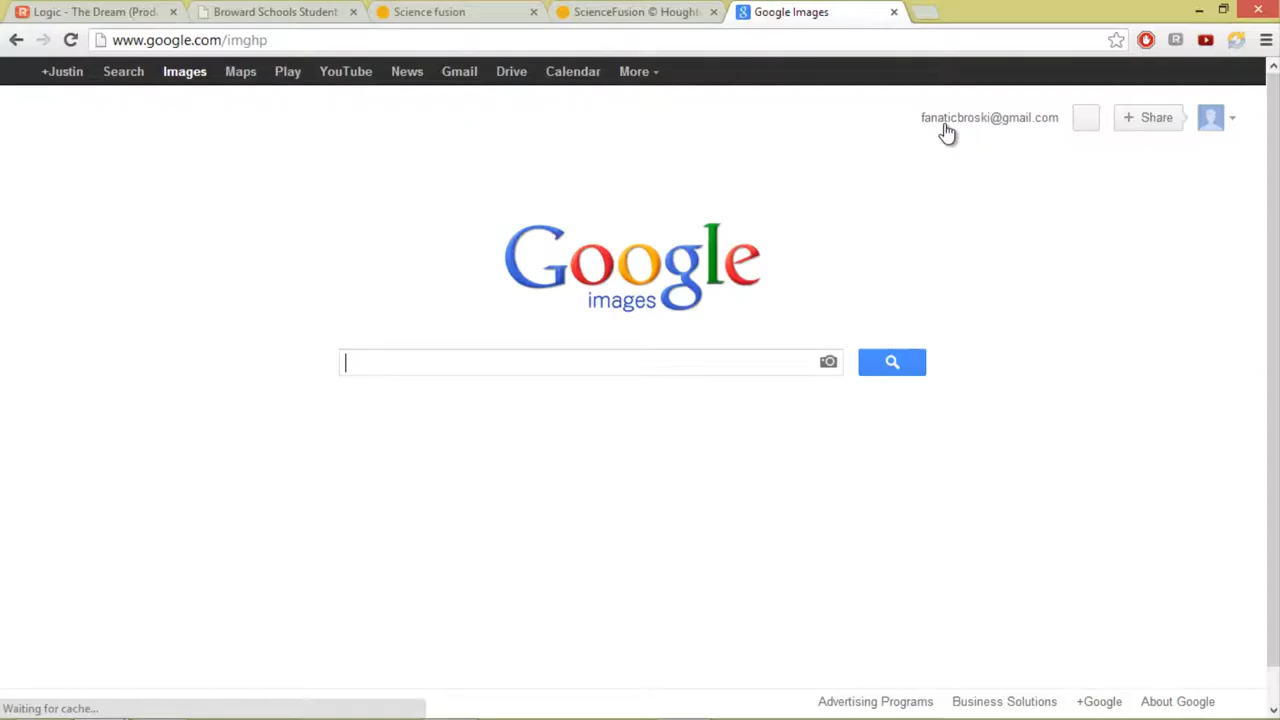 Logic - The Dream (Prod. Broward Schools Student Science fusion ScienceFusion © Hough Google Images
www.google.com/imghp
+Justin Search Images Maps Play YouTube News Gmail Drive Calendar More
fanaticbroski@gmail.com + Share
Google
images
Waiting for cache...
Advertising Programs Business Solutions +Google About Google